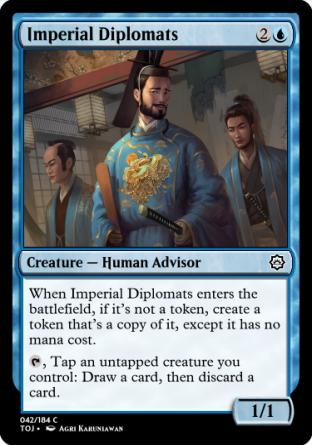 Imperial Diplomats 2
Creature — Human Advisor
When Imperial Diplomats enters the
battlefield, if it's not a token, create a
token that's a copy of it, except it has no
mana cost.
, Tap an untapped creature you
control: Draw a card, then discard a
card.
1/1
042/184 C
TOJ • Agri Karuniawan